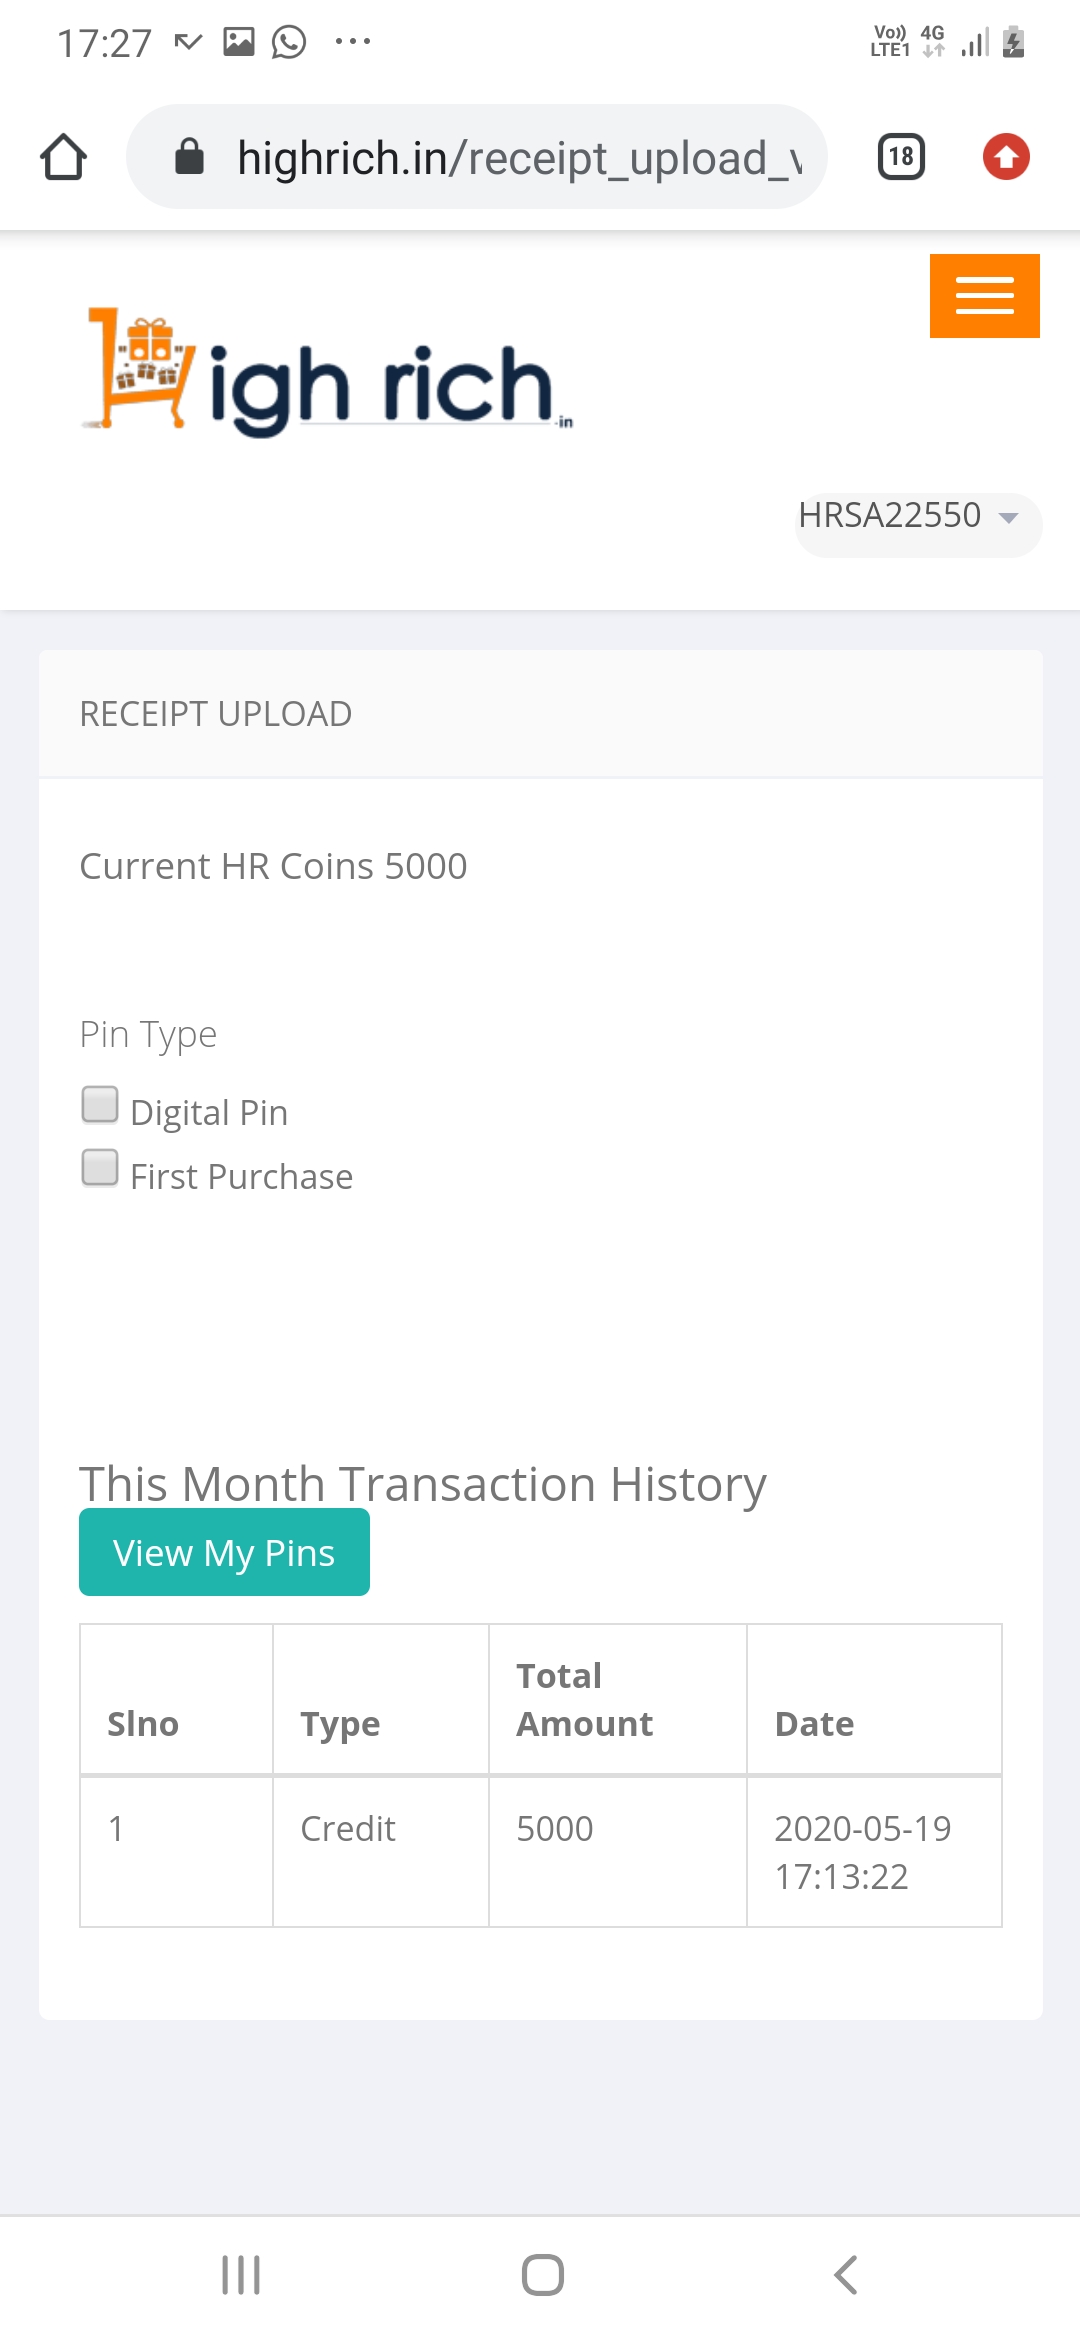 17:27
Vo)) LTE1 4G
highrich.in/receipt_upload_
18
igh rich.in
HRSA22550
RECEIPT UPLOAD
Current HR Coins 5000
Pin Type
Digital Pin
First Purchase
This Month Transaction History
View My Pins
Slno Type Total Amount Date
1 Credit 5000 2020-05-19 17:13:22